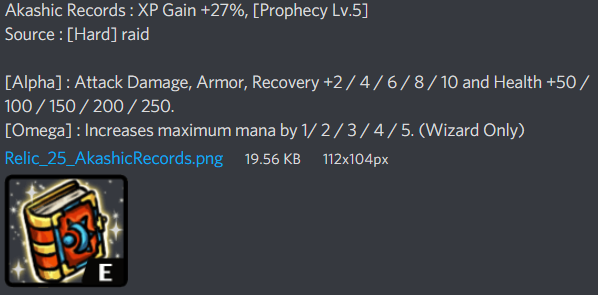 Akashic Records : XP Gain +27%, [Prophecy Lv.5]
Source : [Hard] raid
[Alpha] : Attack Damage, Armor, Recovery +2 / 4 / 6 / 8 / 10 and Health +50 /
100 / 150 / 200 / 250.
[Omega] : Increases maximum mana by 1/ 2 / 3 / 4 / 5. (Wizard Only)
Relic_25_AkashicRecords.png 19.56 KB 112x104px
E